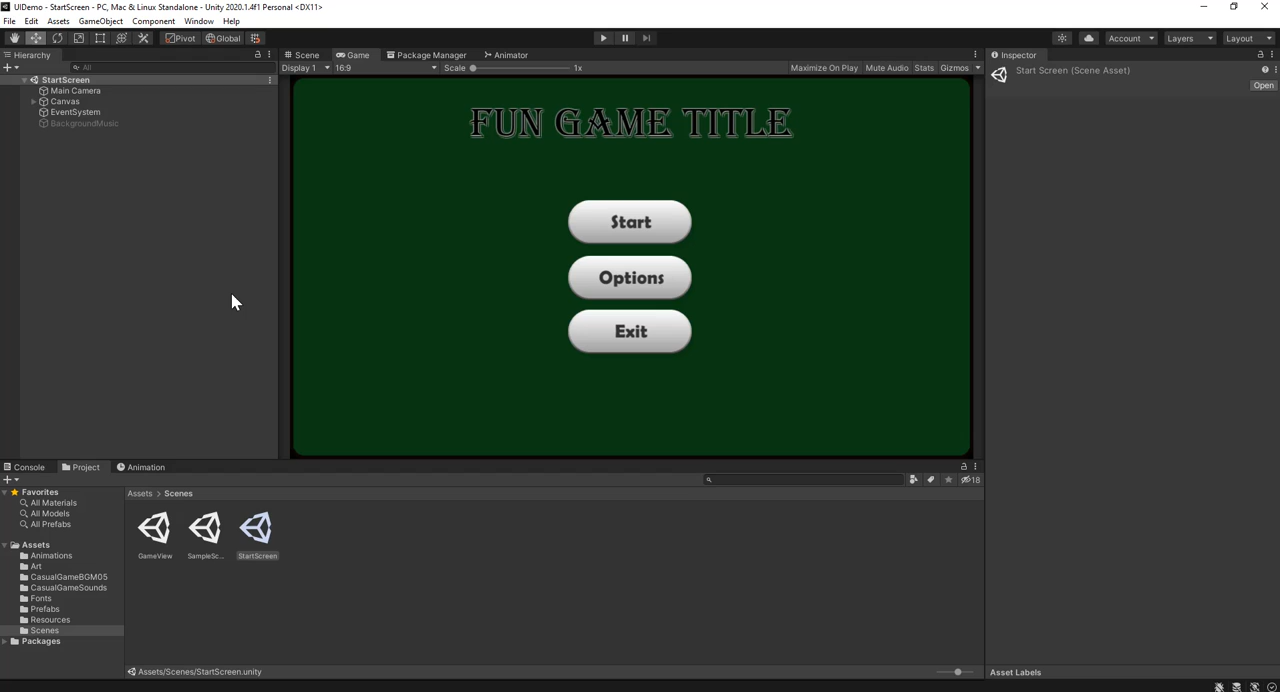 UIDemo - StartScreen - PC, Mac & Linux Standalone - Unity 2020.1.4f1 Personal <DX11>
File Edit Assets GameObject Component Window Help
Pivot Global Account Layers Layout
Hierarchy Scene Game Package Manager Animator Inspector
All Display 1 16:9 Scale 1x Maximize On Play Mute Audio Stats Gizmos
Start Screen (Scene Asset)
Open
StartScreen
Main Camera
Canvas
EventSystem
BackgroundMusic
FUN GAME TITLE
Start
Options
Exit
Console Project Animation
18
Favorites
All Materials
All Models
All Prefabs
Assets
Animations
Art
CasualGameBGM05
CasualGameSounds
Fonts
Prefabs
Resources
Scenes
Packages
Assets > Scenes
GameView SampleSc... StartScreen
Assets/Scenes/StartScreen.unity
Asset Labels